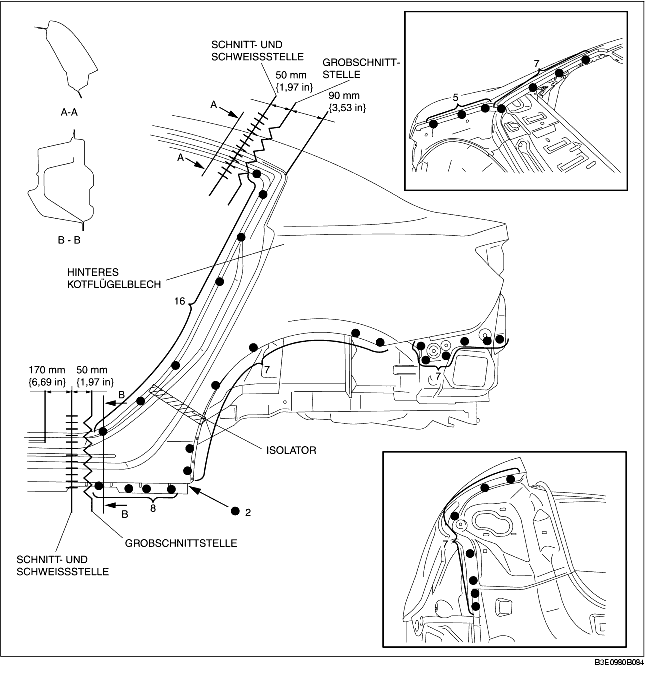 SCHNITT- UND
SCHWEISSSTELLE
GROBSCHNITT-
STELLE
50 mm
{1,97 in}
90 mm
{3,53 in}
A
A
A-A
B - B
7
5
HINTERES
KOTFLÜGELBLECH
16
170 mm
{6,69 in}
50 mm
{1,97 in}
B
7
7
ISOLATOR
B
8
2
GROBSCHNITTSTELLE
SCHNITT- UND
SCHWEISSSTELLE
7
B3E0980B084